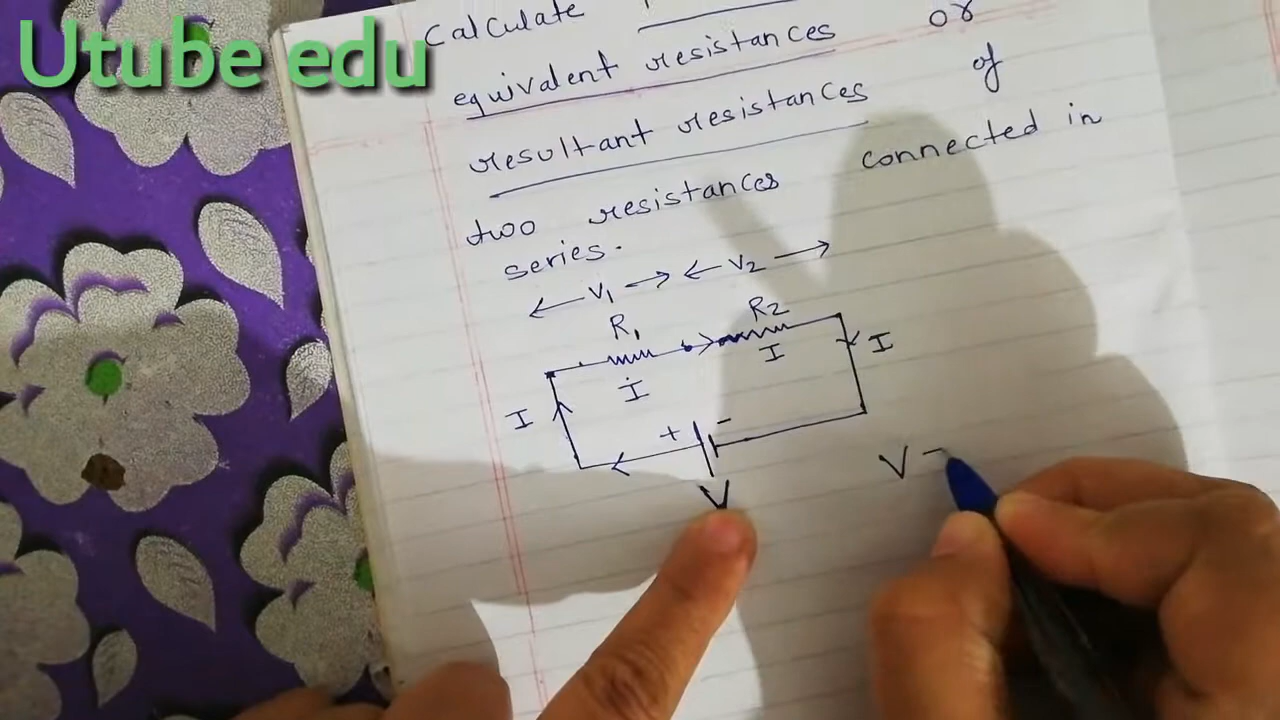 Utube edu
Calculate
equivalent resistances or
resultant resistances of
two resistances connected in
series.
V1 V2
R1 R2
I I I I
+ -
V
V -